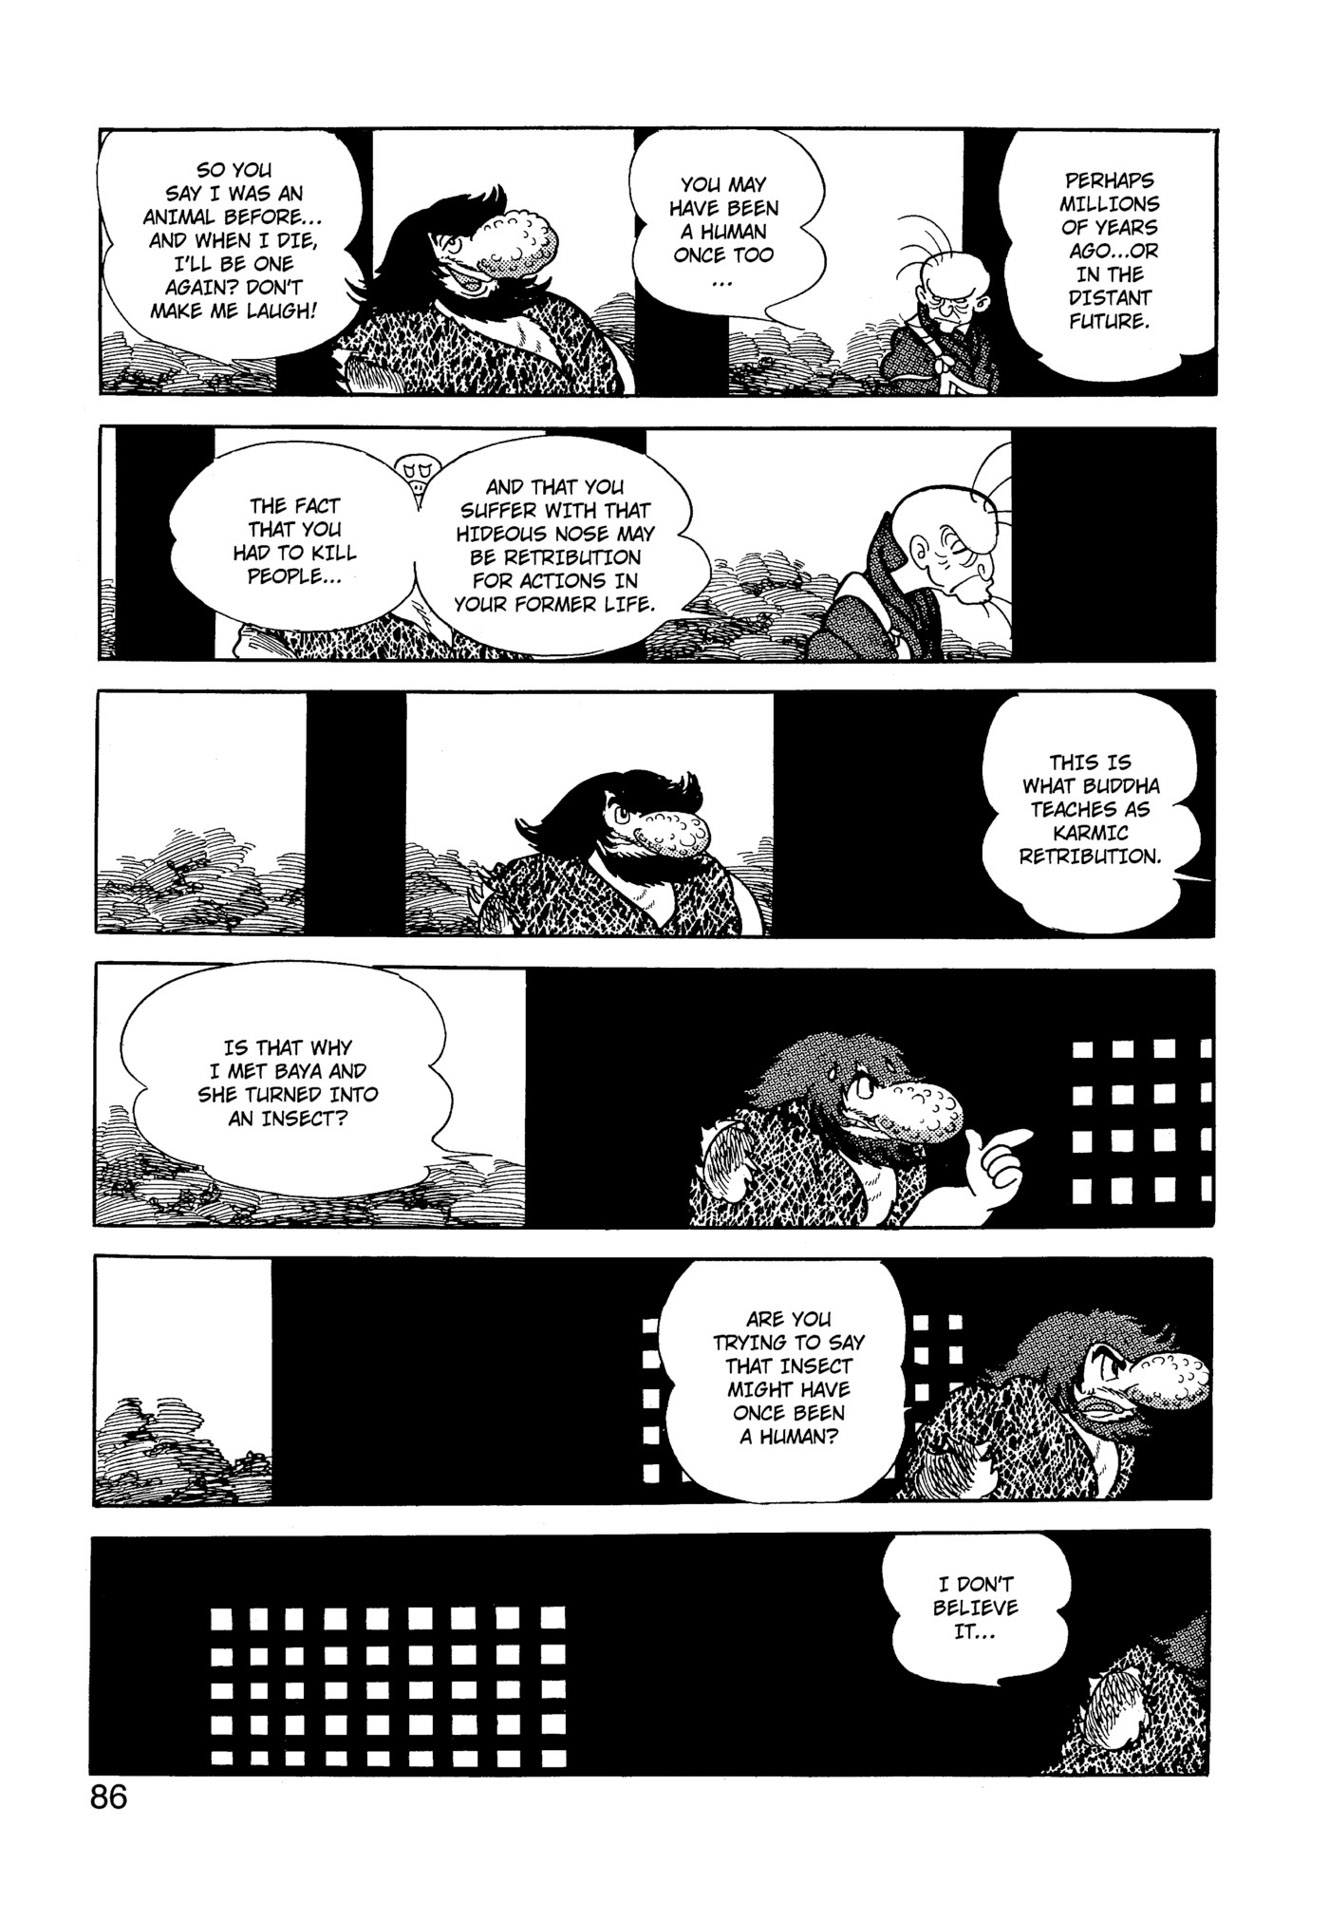 SO YOU
SAY I WAS AN
ANIMAL BEFORE...
AND WHEN I DIE,
I'LL BE ONE
AGAIN? DON'T
MAKE ME LAUGH!
YOU MAY
HAVE BEEN
A HUMAN
ONCE TOO
...
PERHAPS
MILLIONS
OF YEARS
AGO...OR
IN THE
DISTANT
FUTURE.
THE FACT
THAT YOU
HAD TO KILL
PEOPLE...
AND THAT YOU
SUFFER WITH THAT
HIDEOUS NOSE MAY
BE RETRIBUTION
FOR ACTIONS IN
YOUR FORMER LIFE.
THIS IS
WHAT BUDDHA
TEACHES AS
KARMIC
RETRIBUTION.
IS THAT WHY
I MET BAYA AND
SHE TURNED INTO
AN INSECT?
ARE YOU
TRYING TO SAY
THAT INSECT
MIGHT HAVE
ONCE BEEN
A HUMAN?
I DON'T
BELIEVE
IT...
86